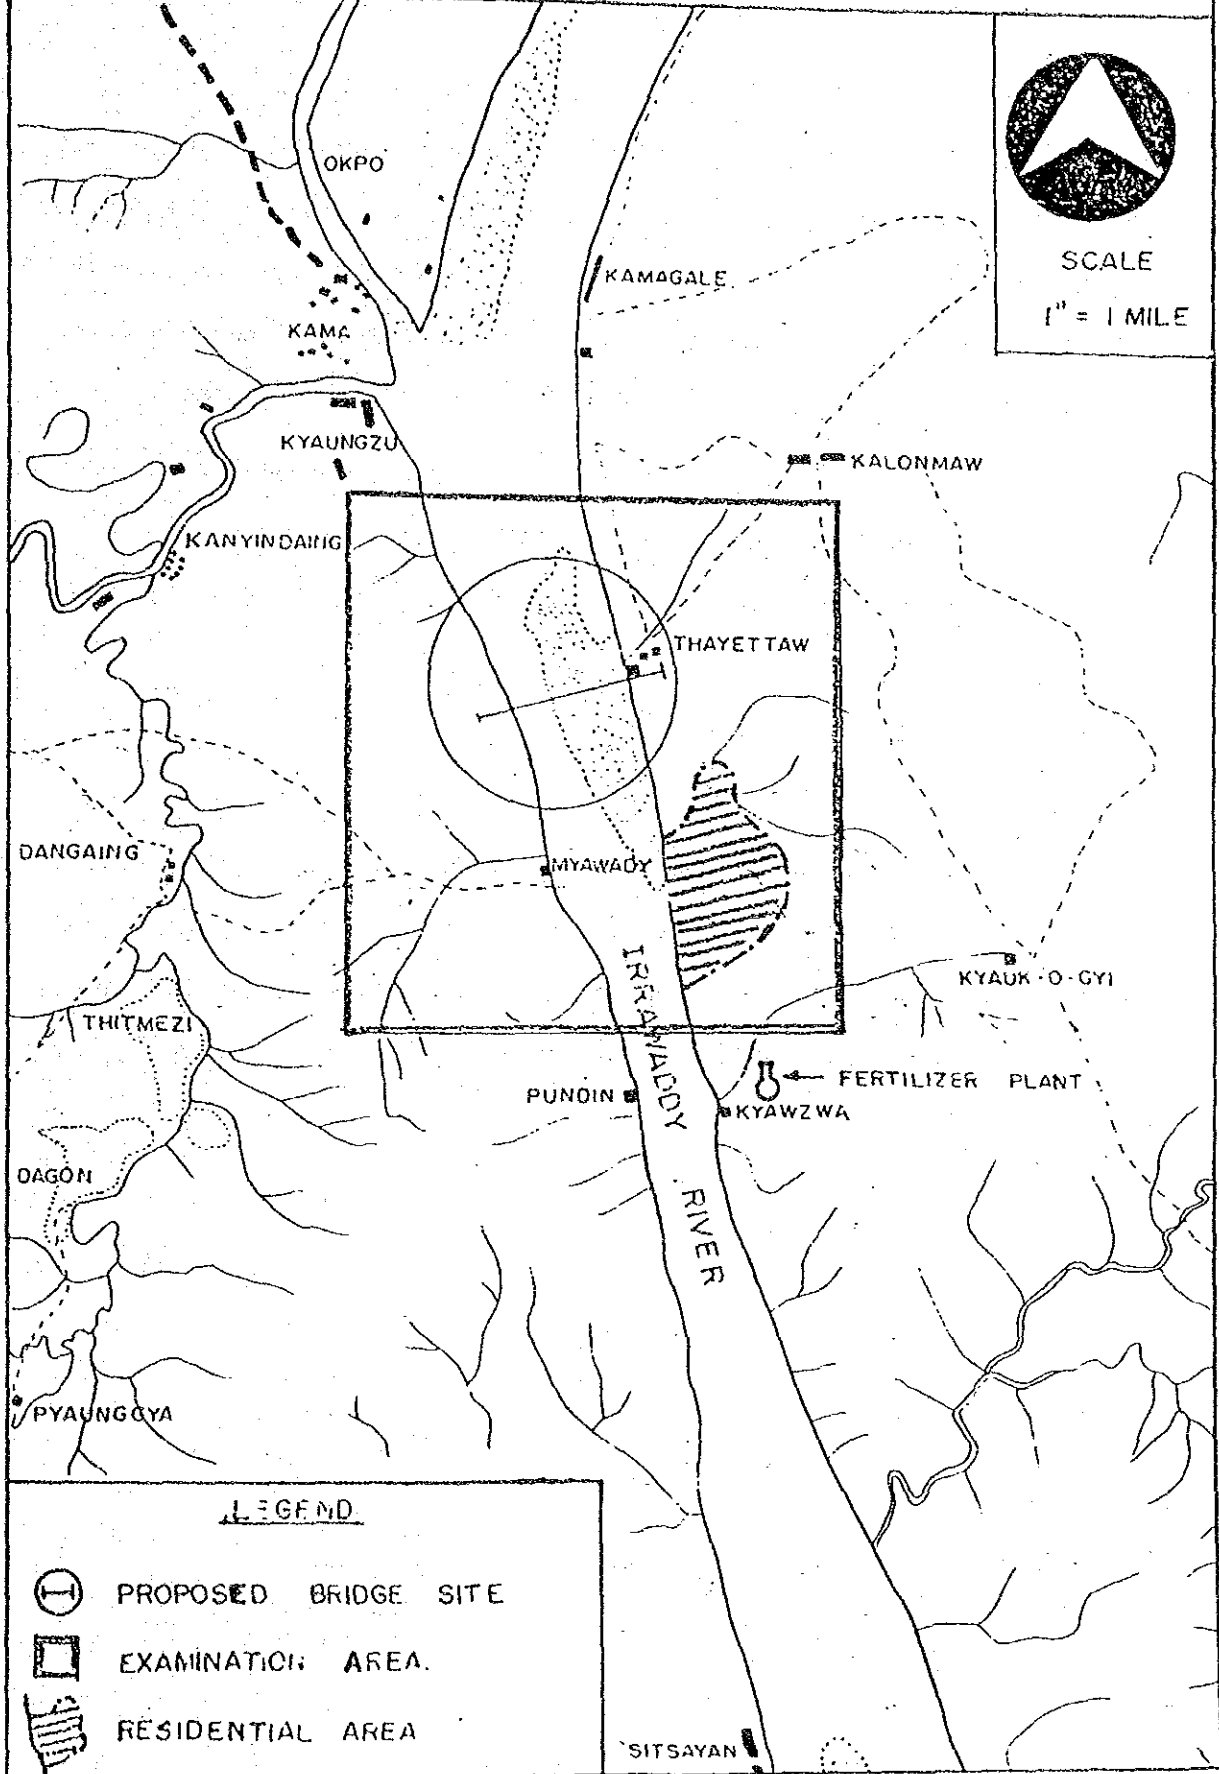 OKPO
SCALE
1" = 1 MILE
KAMAGALE
KAMA
KYAUNGZU
KALONMAW
KANYINDAING
THAYETTAW
DANGAING
MYAWADY
IRRAWADDY RIVER
KYAUK-O-GYI
THITMEZI
FERTILIZER PLANT
PUNOIN
KYAWZWA
DAGON
PYAUNGGYA
LEGEND
PROPOSED BRIDGE SITE
EXAMINATION AREA.
RESIDENTIAL AREA
SITSAYAN